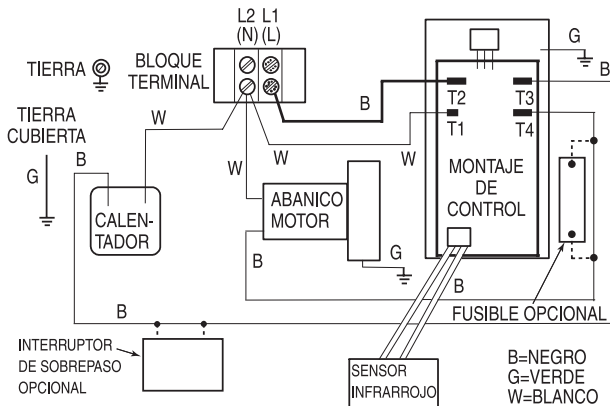 L2 L1
(N) (L)
BLOQUE
TERMINAL
TIERRA
TIERRA
CUBIERTA
G
B
W
CALEN-
TADOR
W
W
ABANICO
MOTOR
B
G
B
W
T2
T3
T1
T4
MONTAJE
DE
CONTROL
G
B
B
FUSIBLE OPCIONAL
B
INTERRUPTOR
DE SOBREPASO
OPCIONAL
SENSOR
INFRARROJO
B=NEGRO
G=VERDE
W=BLANCO